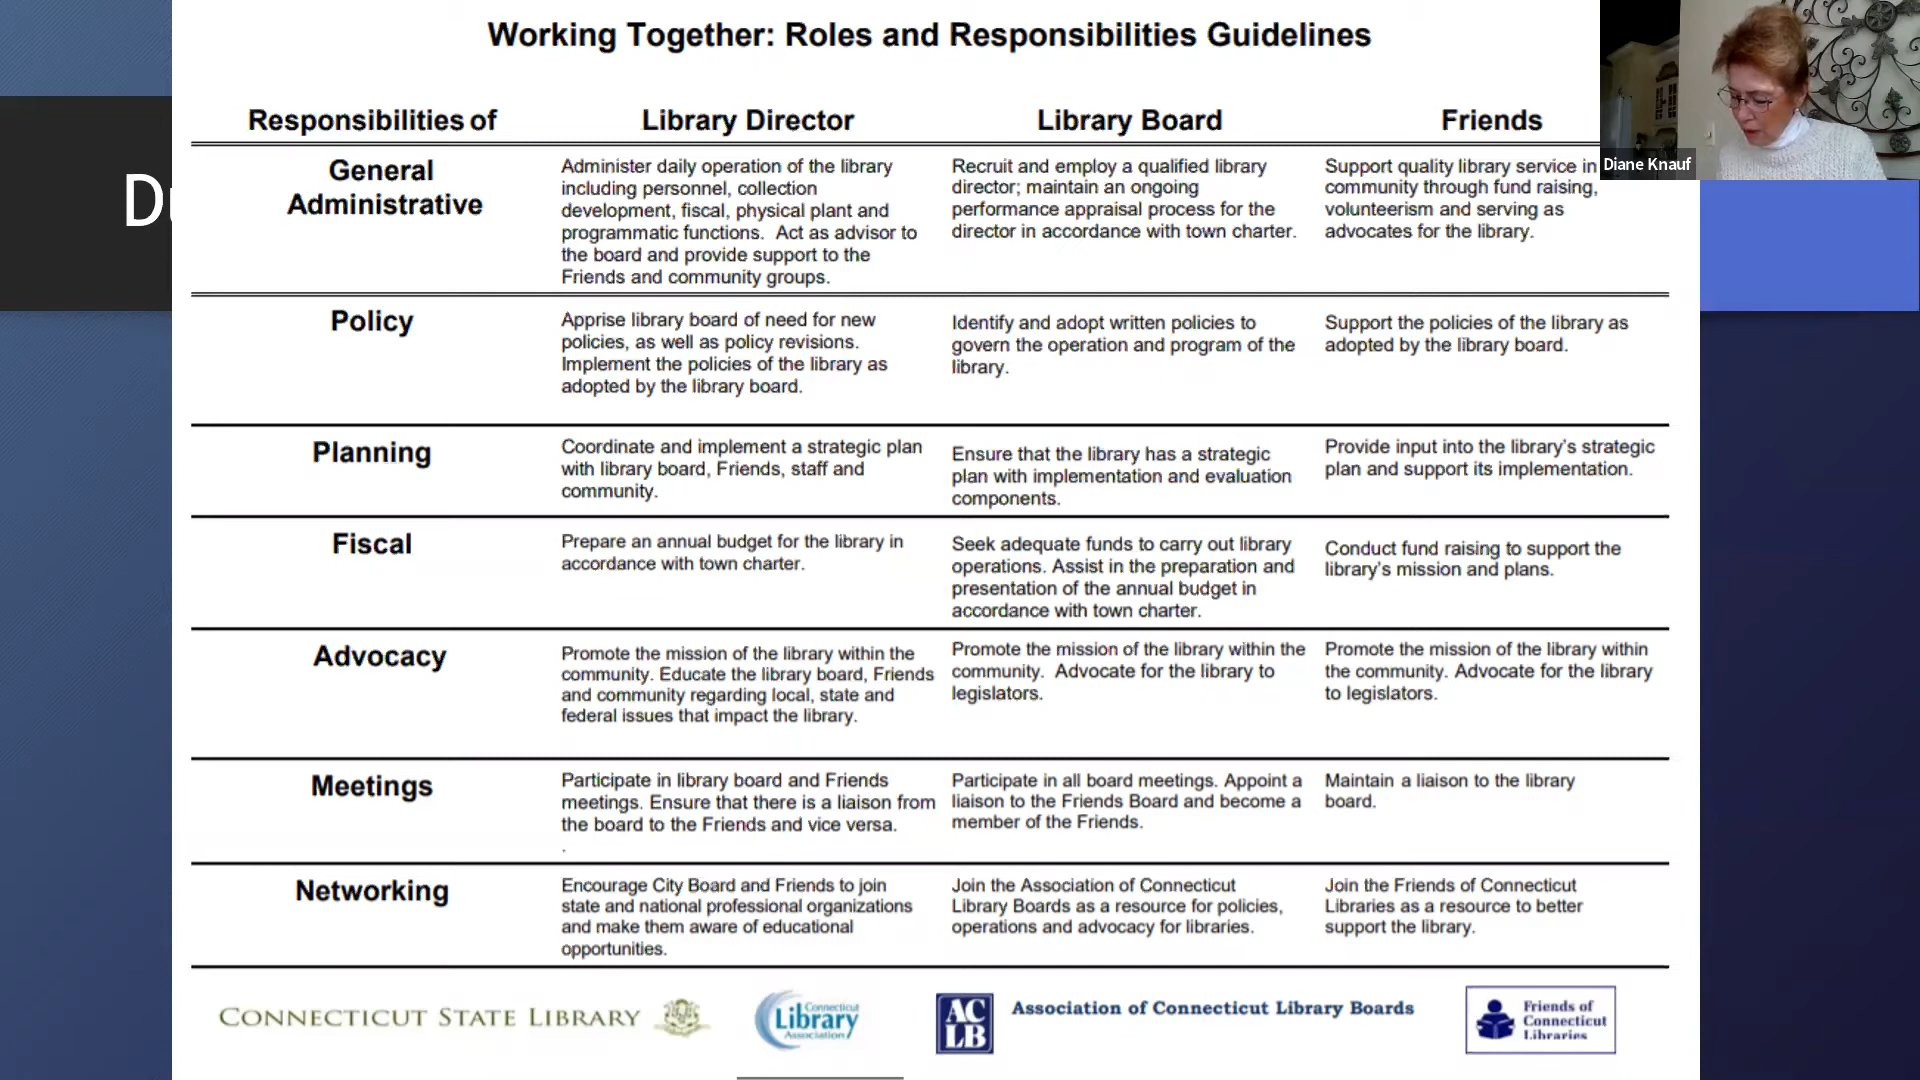 Working Together: Roles and Responsibilities Guidelines
Responsibilities of
Library Director
Library Board
Friends
General
Administrative
Administer daily operation of the library
including personnel, collection
development, fiscal, physical plant and
programmatic functions. Act as advisor to
the board and provide support to the
Friends and community groups.
Recruit and employ a qualified library
director; maintain an ongoing
performance appraisal process for the
director in accordance with town charter.
Support quality library service in
community through fund raising,
volunteerism and serving as
advocates for the library.
Policy
Apprise library board of need for new
policies, as well as policy revisions.
Implement the policies of the library as
adopted by the library board.
Identify and adopt written policies to
govern the operation and program of the
library.
Support the policies of the library as
adopted by the library board.
Planning
Coordinate and implement a strategic plan
with library board, Friends, staff and
community.
Ensure that the library has a strategic
plan with implementation and evaluation
components.
Provide input into the library's strategic
plan and support its implementation.
Fiscal
Prepare an annual budget for the library in
accordance with town charter.
Seek adequate funds to carry out library
operations. Assist in the preparation and
presentation of the annual budget in
accordance with town charter.
Conduct fund raising to support the
library's mission and plans.
Advocacy
Promote the mission of the library within the
community. Educate the library board, Friends
and community regarding local, state and
federal issues that impact the library.
Promote the mission of the library within the
community. Advocate for the library to
legislators.
Promote the mission of the library within
the community. Advocate for the library
to legislators.
Meetings
Participate in library board and Friends
meetings. Ensure that there is a liaison from
the board to the Friends and vice versa.
.
Participate in all board meetings. Appoint a
liaison to the Friends Board and become a
member of the Friends.
Maintain a liaison to the library
board.
Networking
Encourage City Board and Friends to join
state and national professional organizations
and make them aware of educational
opportunities.
Join the Association of Connecticut
Library Boards as a resource for policies,
operations and advocacy for libraries.
Join the Friends of Connecticut
Libraries as a resource to better
support the library.
CONNECTICUT STATE LIBRARY
Connecticut
Library
Association
AC
LB
Association of Connecticut Library Boards
Friends of
Connecticut
Libraries
Diane Knauf